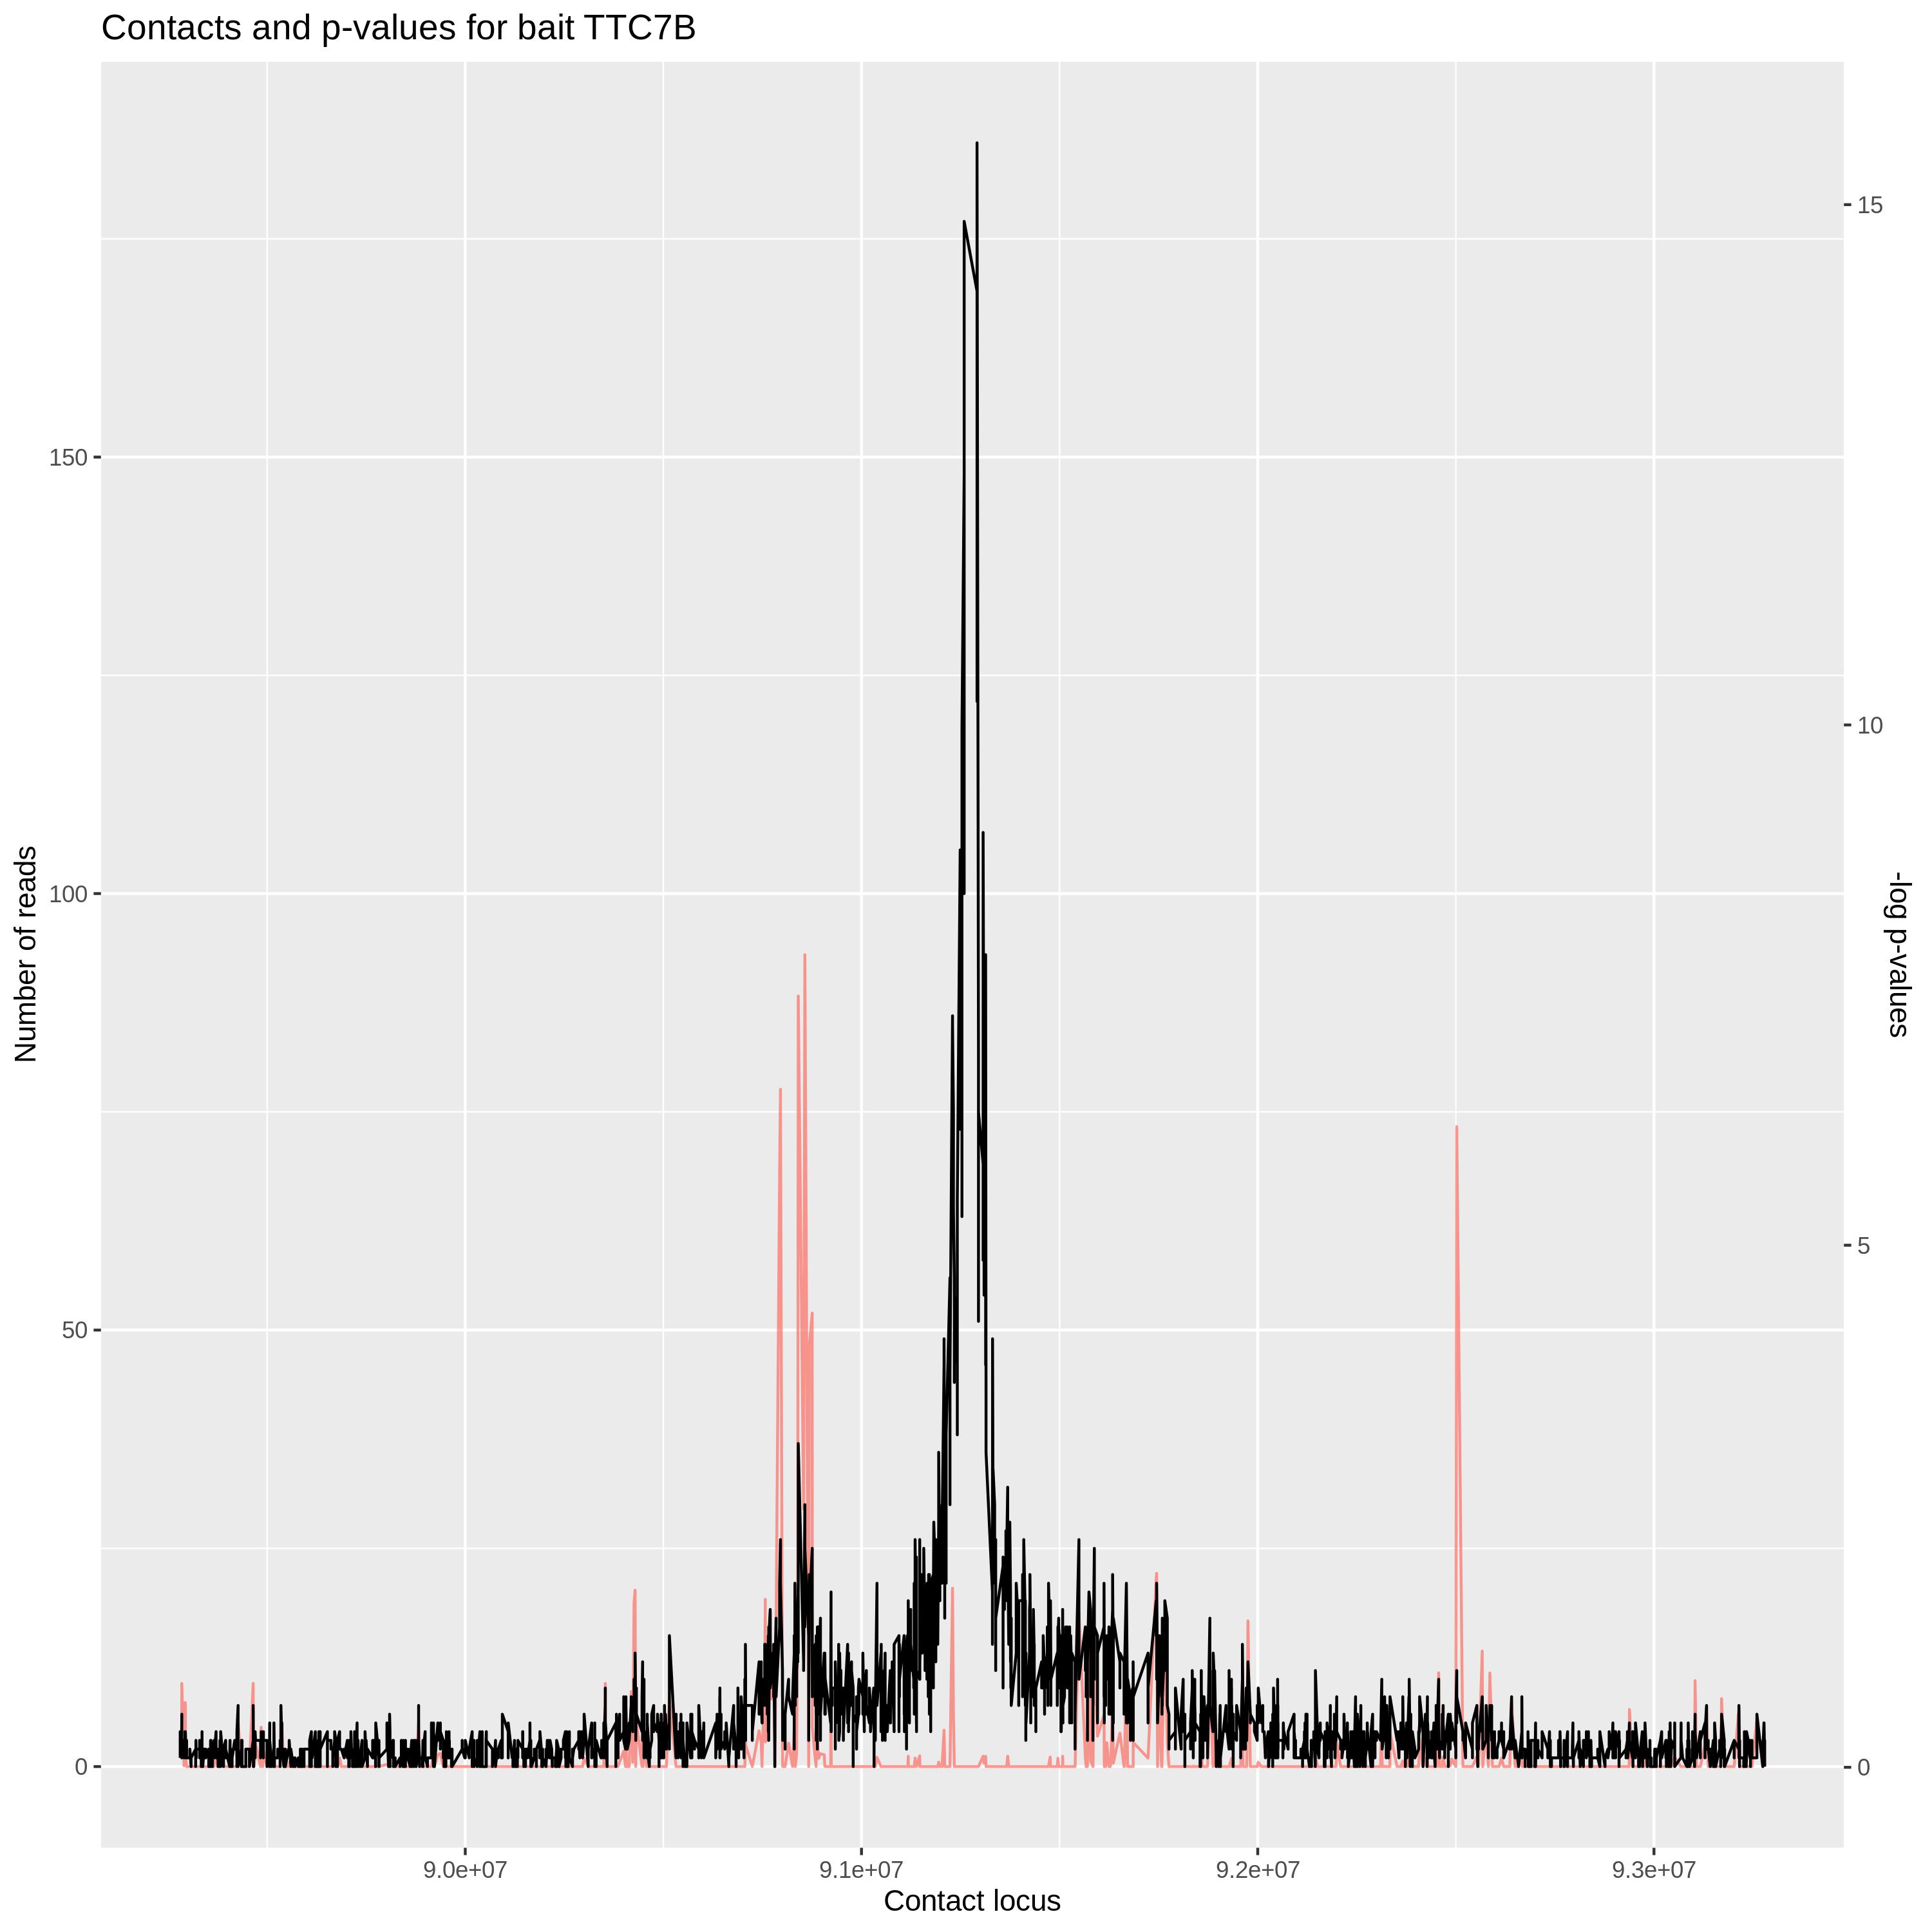 Contacts and p-values for bait TTC7B
Number of reads
150
100
50
0
15
10
5
0
-log p-values
9.0e+07
9.1e+07
9.2e+07
9.3e+07
Contact locus